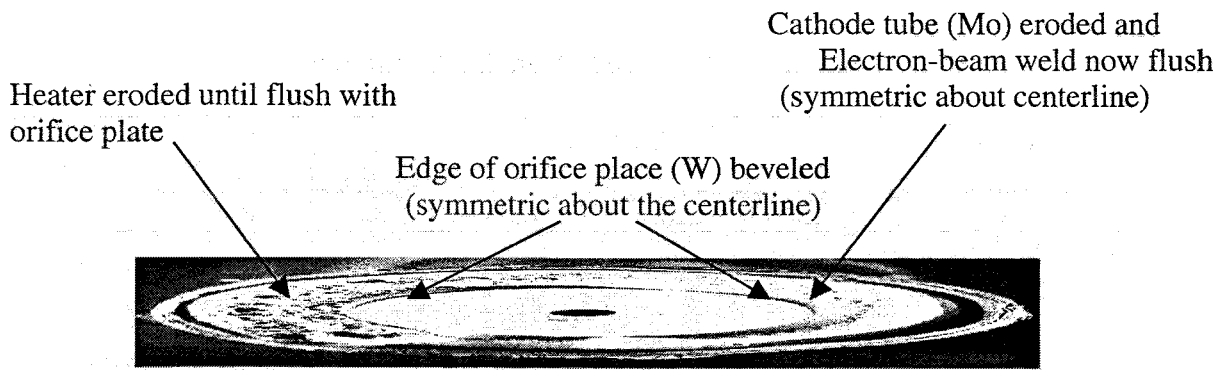 Cathode tube (Mo) eroded and
Electron-beam weld now flush
(symmetric about centerline)
Heater eroded until flush with
orifice plate
Edge of orifice place (W) beveled
(symmetric about the centerline)